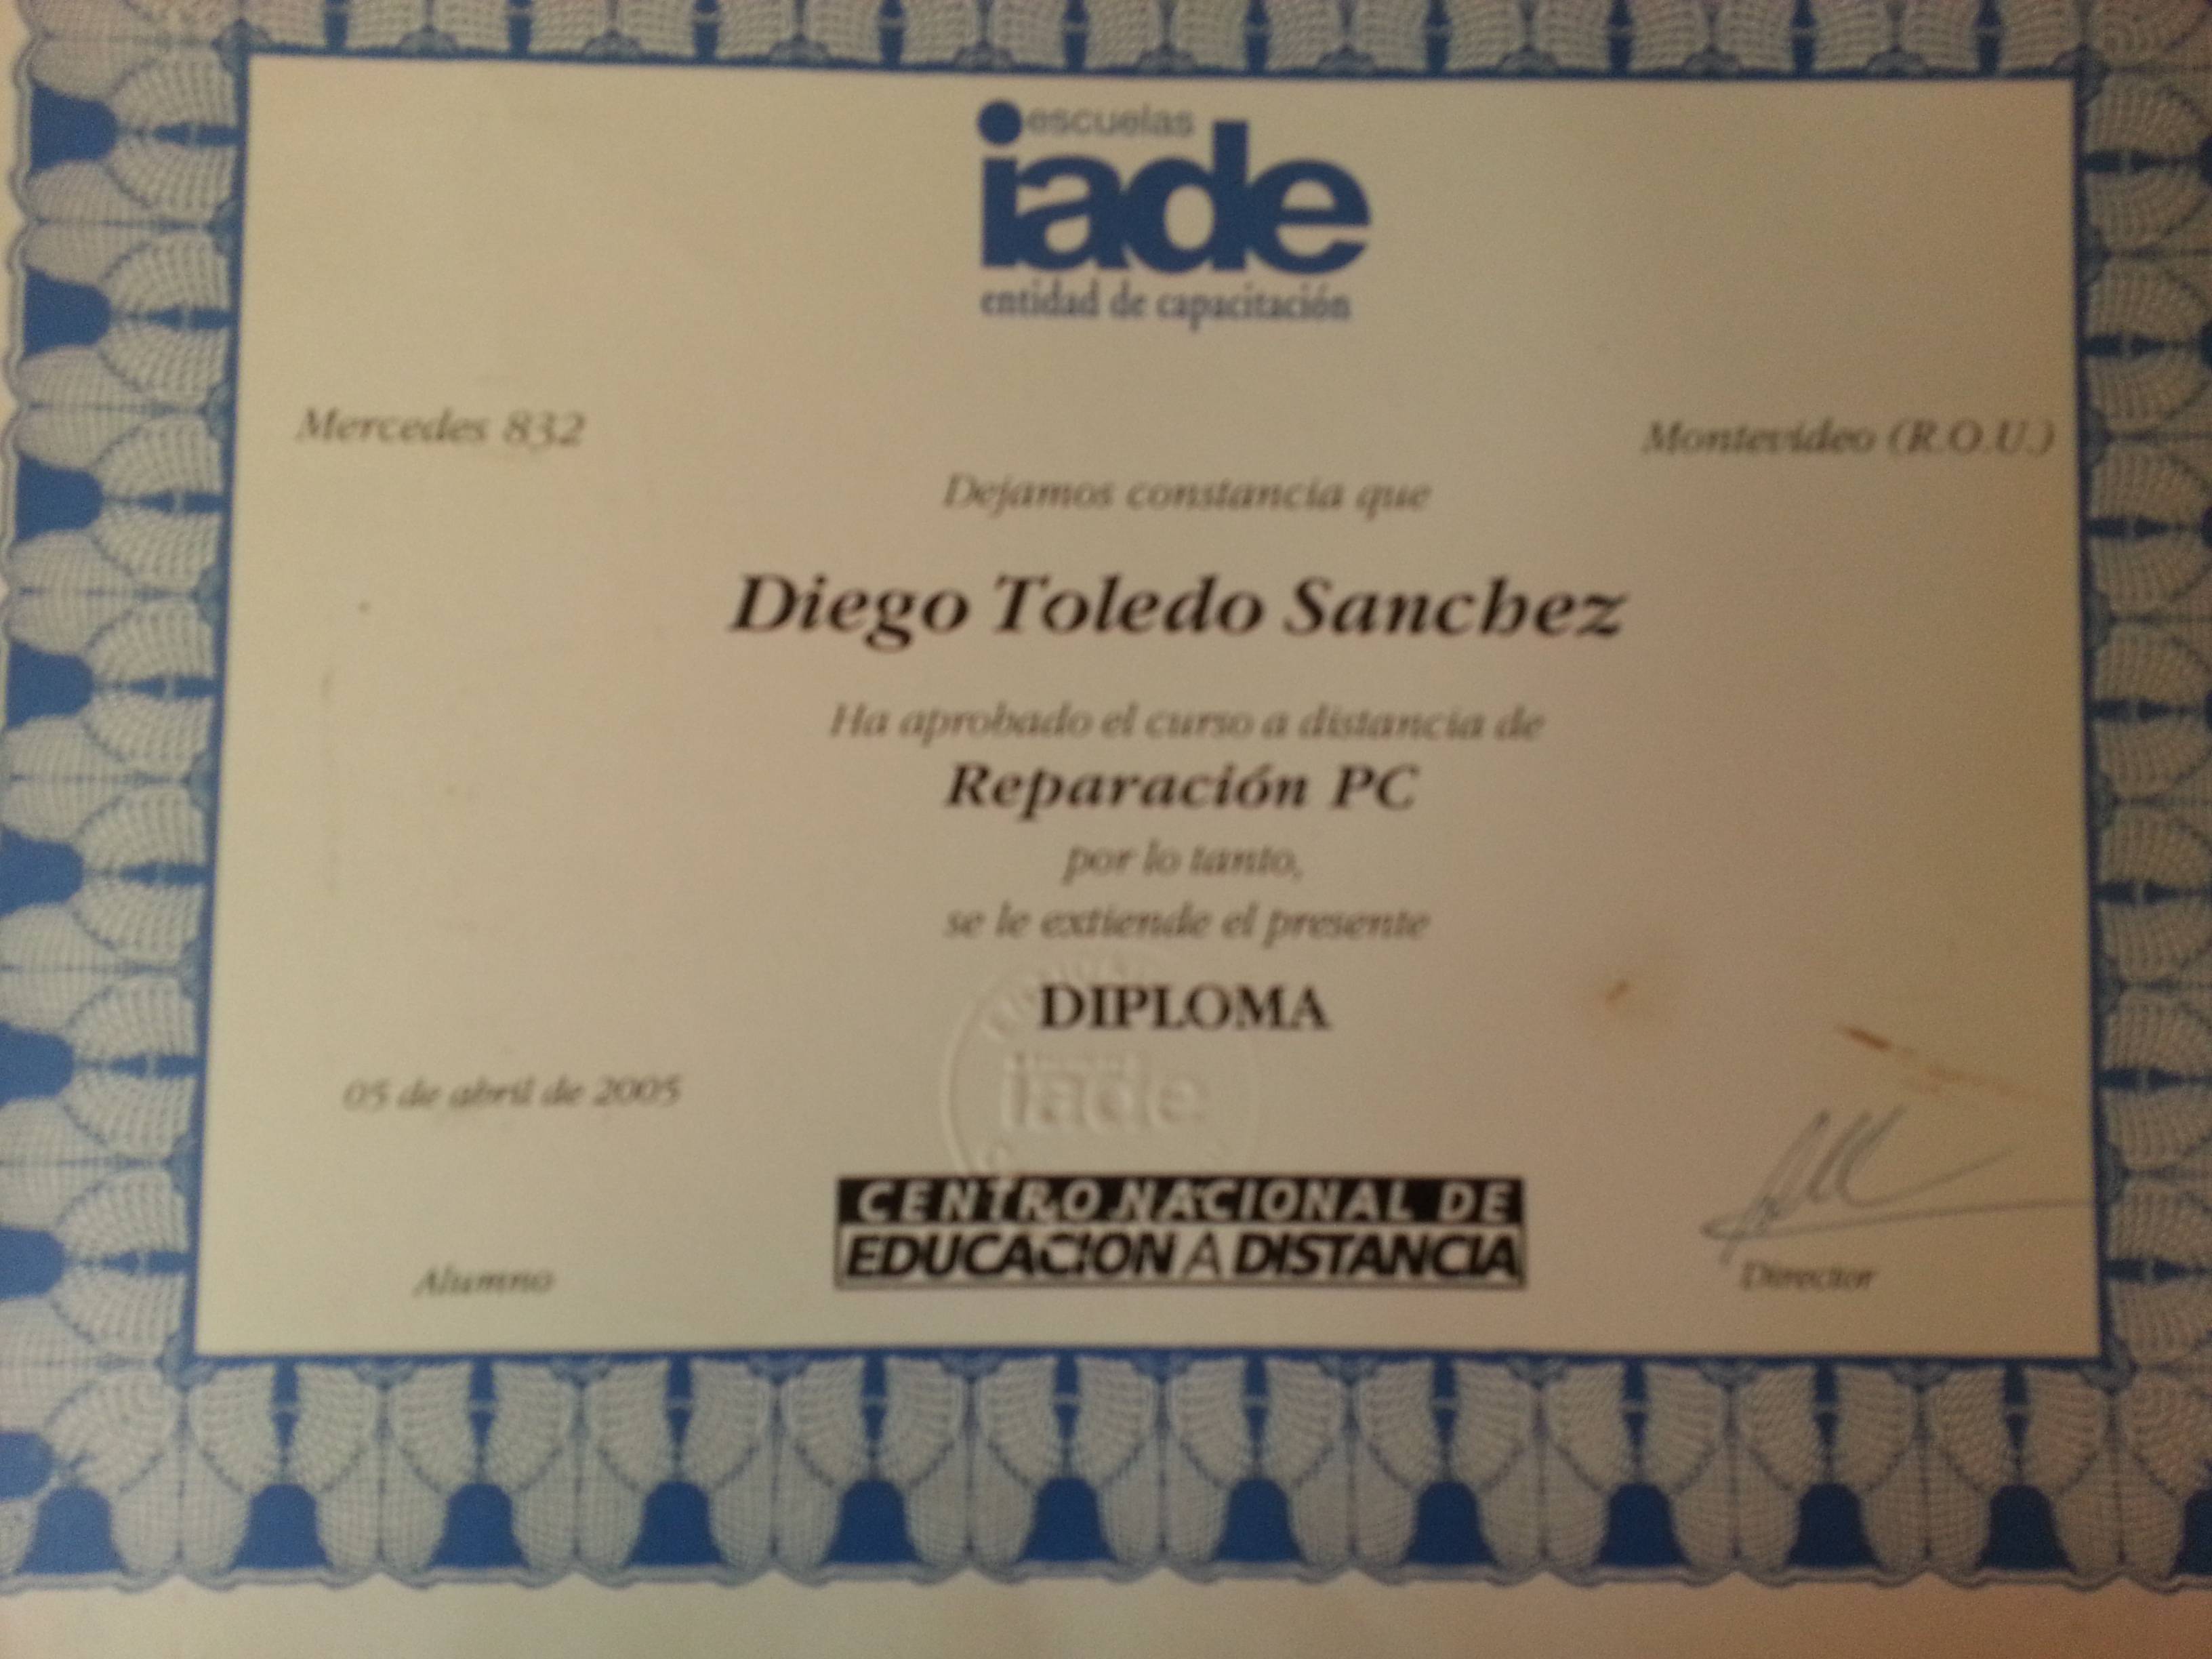 escuelas
iade
entidad de capacitación
Mercedes 832
Montevideo (R.O.U.)
Dejamos constancia que
Diego Toledo Sanchez
Ha aprobado el curso a distancia de
Reparación PC
por lo tanto,
se le extiende el presente
DIPLOMA
iade
05 de abril de 2005
CENTRO NACIONAL DE
EDUCACION A DISTANCIA
Alumno
Director